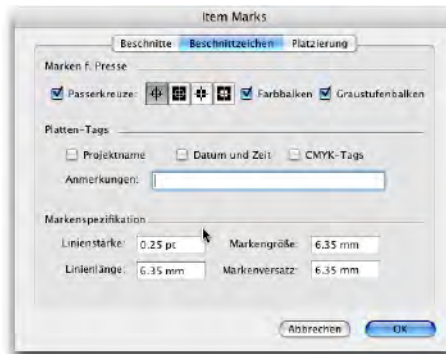 Item Marks
Beschnitte Beschnittzeichen Platzierung
Marken f. Presse
Passerkreuze: Farbbalken Graustufenbalken
Platten-Tags
Projektname Datum und Zeit CMYK-Tags
Anmerkungen:
Markenspezifikation
Linienstärke: 0.25 pt Markengröße: 6.35 mm
Linienlänge: 6.35 mm Markenversatz: 6.35 mm
Abbrechen OK